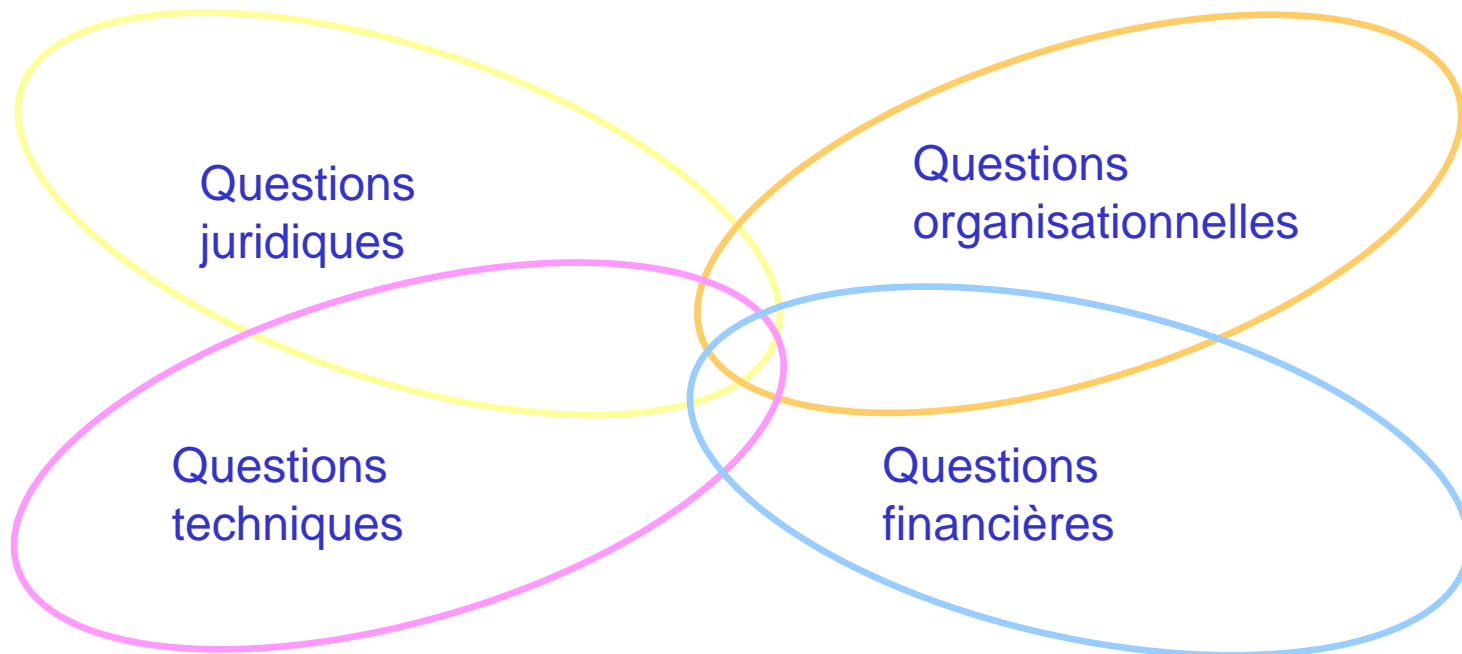 Questions
juridiques
Questions
organisationnelles
Questions
techniques
Questions
financières